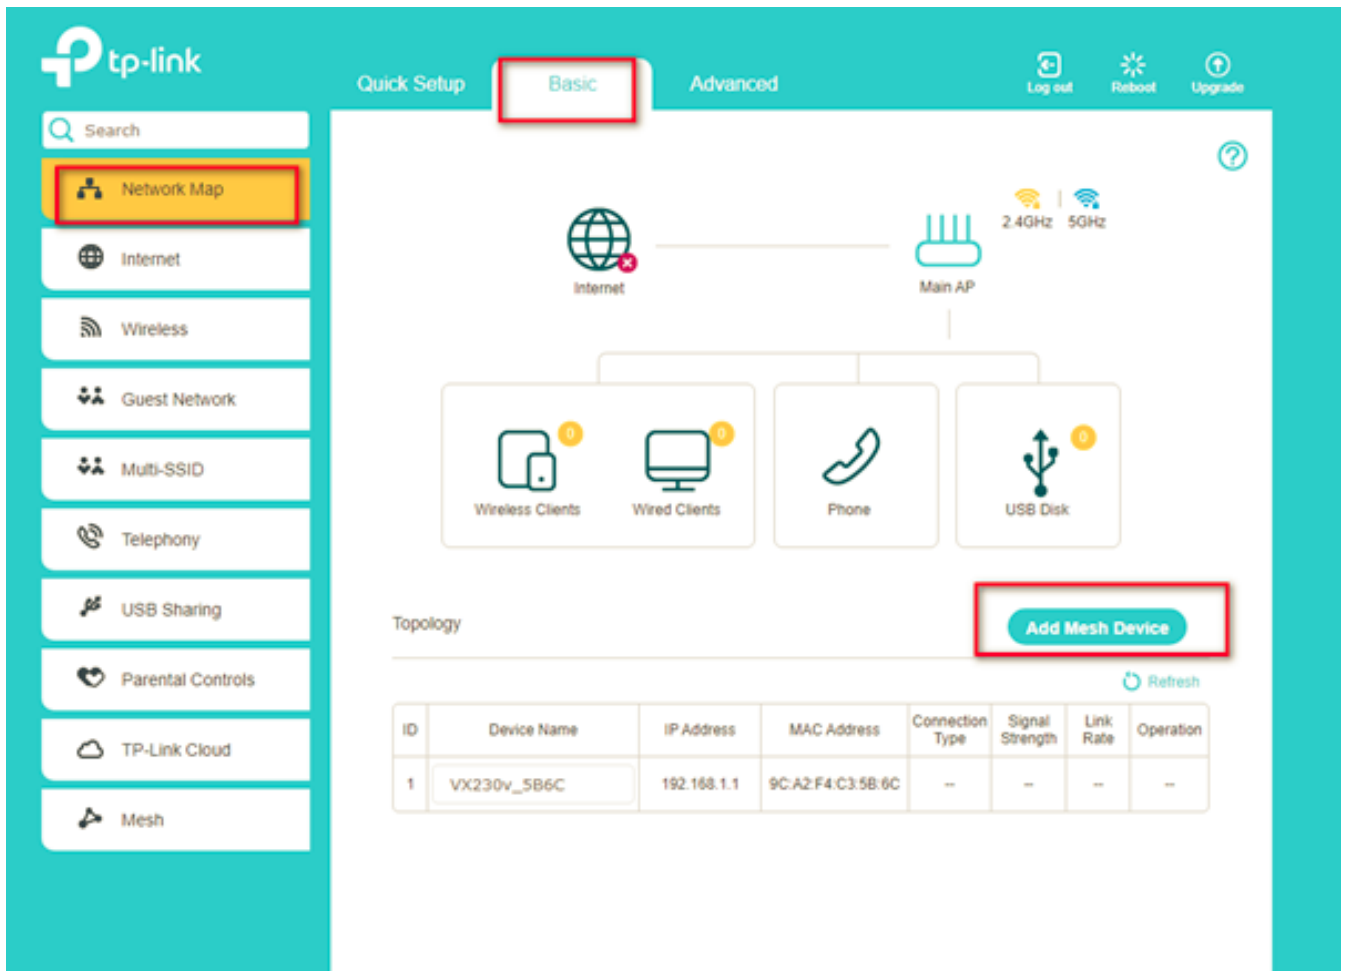 tp-link
Quick Setup
Basic
Advanced
Log out
Reboot
Upgrade
Search
Network Map
Internet
Wireless
Guest Network
Multi-SSID
Telephony
USB Sharing
Parental Controls
TP-Link Cloud
Mesh
2.4GHz | 5GHz
Internet
Main AP
0
0
0
Wireless Clients
Wired Clients
Phone
USB Disk
Topology
Add Mesh Device
Refresh
ID Device Name IP Address MAC Address Connection Type Signal Strength Link Rate Operation
1 VX230v_5B6C 192.168.1.1 9C:A2:F4:C3:5B:6C -- -- -- --